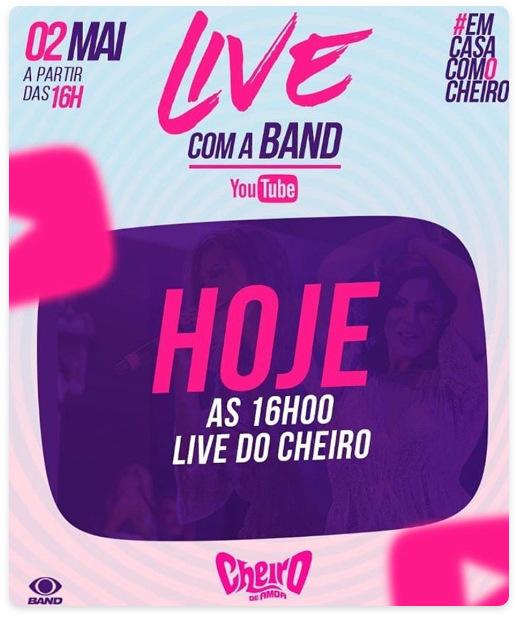 02 MAI
A PARTIR
DAS 16H
LIVE
COM A BAND
YouTube
#EM
CASA
COMO
CHEIRO
HOJE
AS 16H00
LIVE DO CHEIRO
BAND
Cheiro
DE AMOR